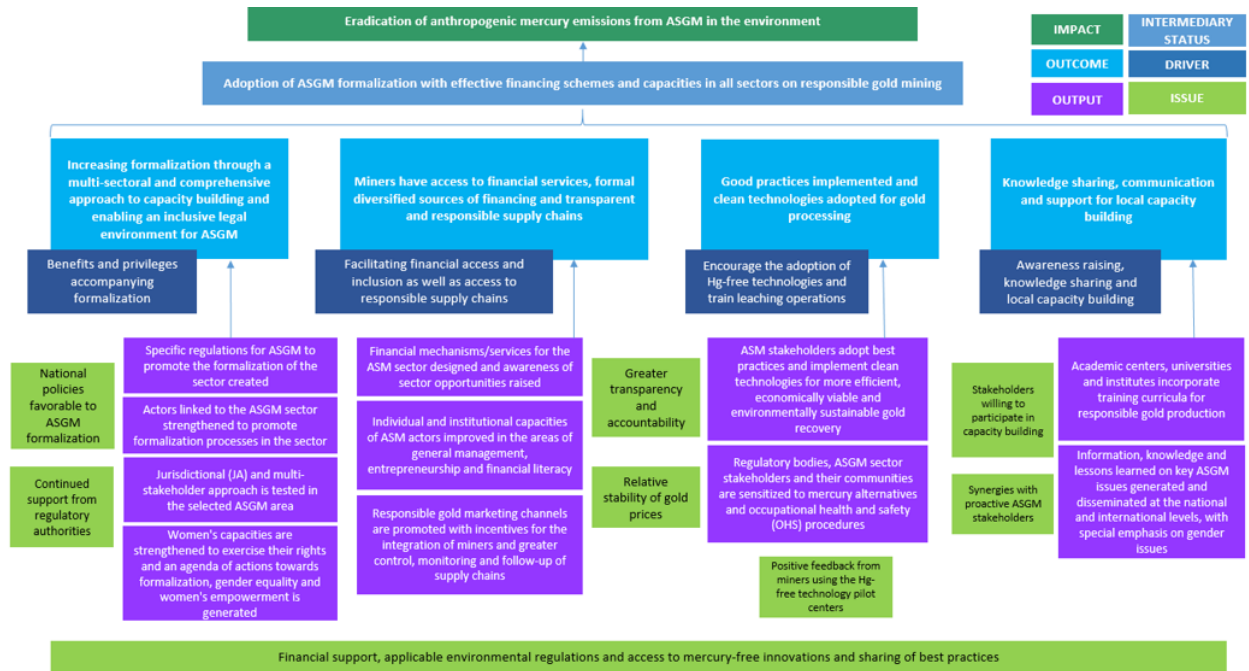 Eradication of anthropogenic mercury emissions from ASGM in the environment
IMPACT
INTERMEDIARY
STATUS
OUTCOME
DRIVER
OUTPUT
ISSUE
Adoption of ASGM formalization with effective financing schemes and capacities in all sectors on responsible gold mining
Increasing formalization through a
multi-sectoral and comprehensive
approach to capacity building and
enabling an inclusive legal
environment for ASGM
Benefits and privileges
accompanying
formalization
Miners have access to financial services, formal
diversified sources of financing and transparent
and responsible supply chains
Facilitating financial access and
inclusion as well as access to
responsible supply chains
Good practices implemented and
clean technologies adopted for gold
processing
Encourage the adoption of
Hg-free technologies and
train leaching operations
Knowledge sharing, communication
and support for local capacity
building
Awareness raising,
knowledge sharing and
local capacity building
National
policies
favorable to
ASGM
formalization
Continued
support from
regulatory
authorities
Specific regulations for ASGM to
promote the formalization of the
sector created
Actors linked to the ASGM sector
strengthened to promote
formalization processes in the sector
Jurisdictional (JA) and multi-
stakeholder approach is tested in
the selected ASGM area
Women's capacities are
strengthened to exercise their rights
and an agenda of actions towards
formalization, gender equality and
women's empowerment is
generated
Financial mechanisms/services for the
ASM sector designed and awareness of
sector opportunities raised
Individual and institutional capacities
of ASM actors improved in the areas of
general management,
entrepreneurship and financial literacy
Responsible gold marketing channels
are promoted with incentives for the
integration of miners and greater
control, monitoring and follow-up of
supply chains
Greater
transparency
and
accountability
Relative
stability of gold
prices
ASM stakeholders adopt best
practices and implement clean
technologies for more efficient,
economically viable and
environmentally sustainable gold
recovery
Regulatory bodies, ASGM sector
stakeholders and their communities
are sensitized to mercury alternatives
and occupational health and safety
(OHS) procedures
Positive feedback from
miners using the Hg-
free technology pilot
centers
Stakeholders
willing to
participate in
capacity building
Synergies with
proactive ASGM
stakeholders
Academic centers, universities
and institutes incorporate
training curricula for
responsible gold production
Information, knowledge and
lessons learned on key ASGM
issues generated and
disseminated at the national
and international levels, with
special emphasis on gender
issues
Financial support, applicable environmental regulations and access to mercury-free innovations and sharing of best practices